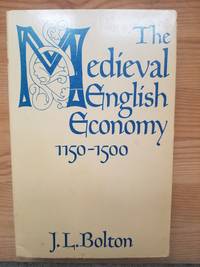 The
Medieval
English
Economy
1150-1500
J.L.Bolton